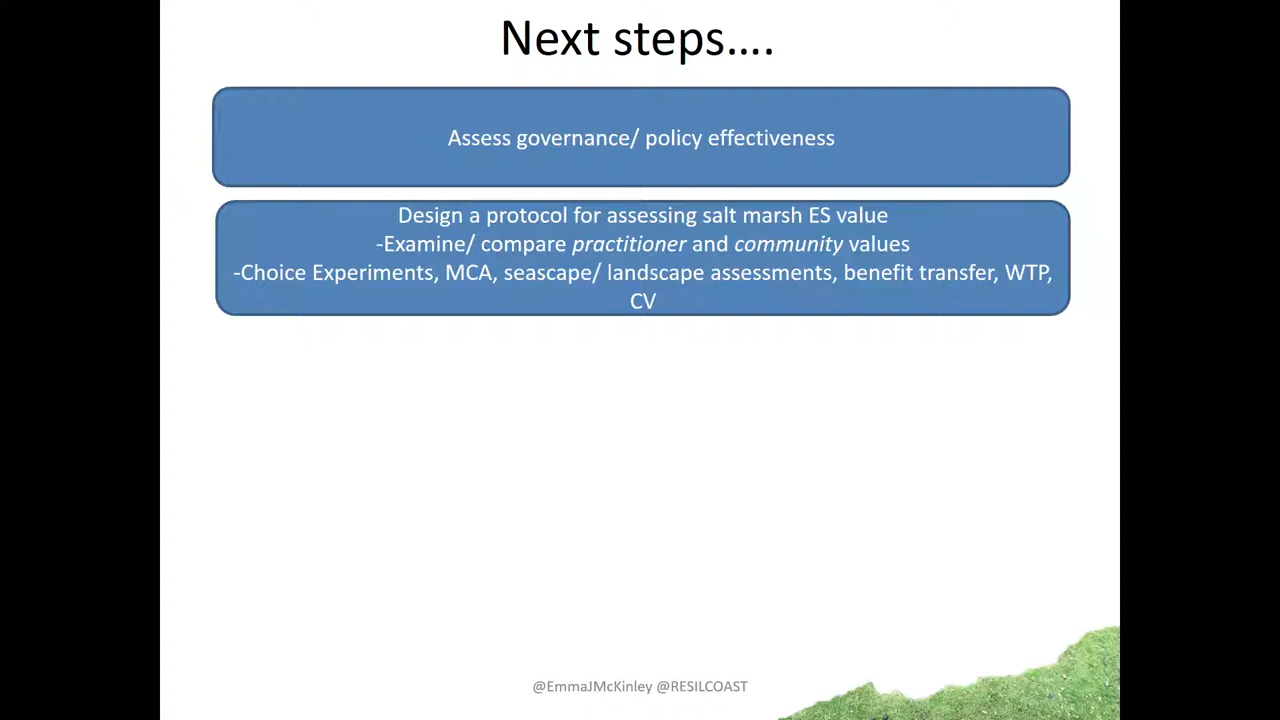 Next steps….
Assess governance/ policy effectiveness
Design a protocol for assessing salt marsh ES value
-Examine/ compare practitioner and community values
-Choice Experiments, MCA, seascape/ landscape assessments, benefit transfer, WTP,
CV
@EmmaJMcKinley @RESILCOAST